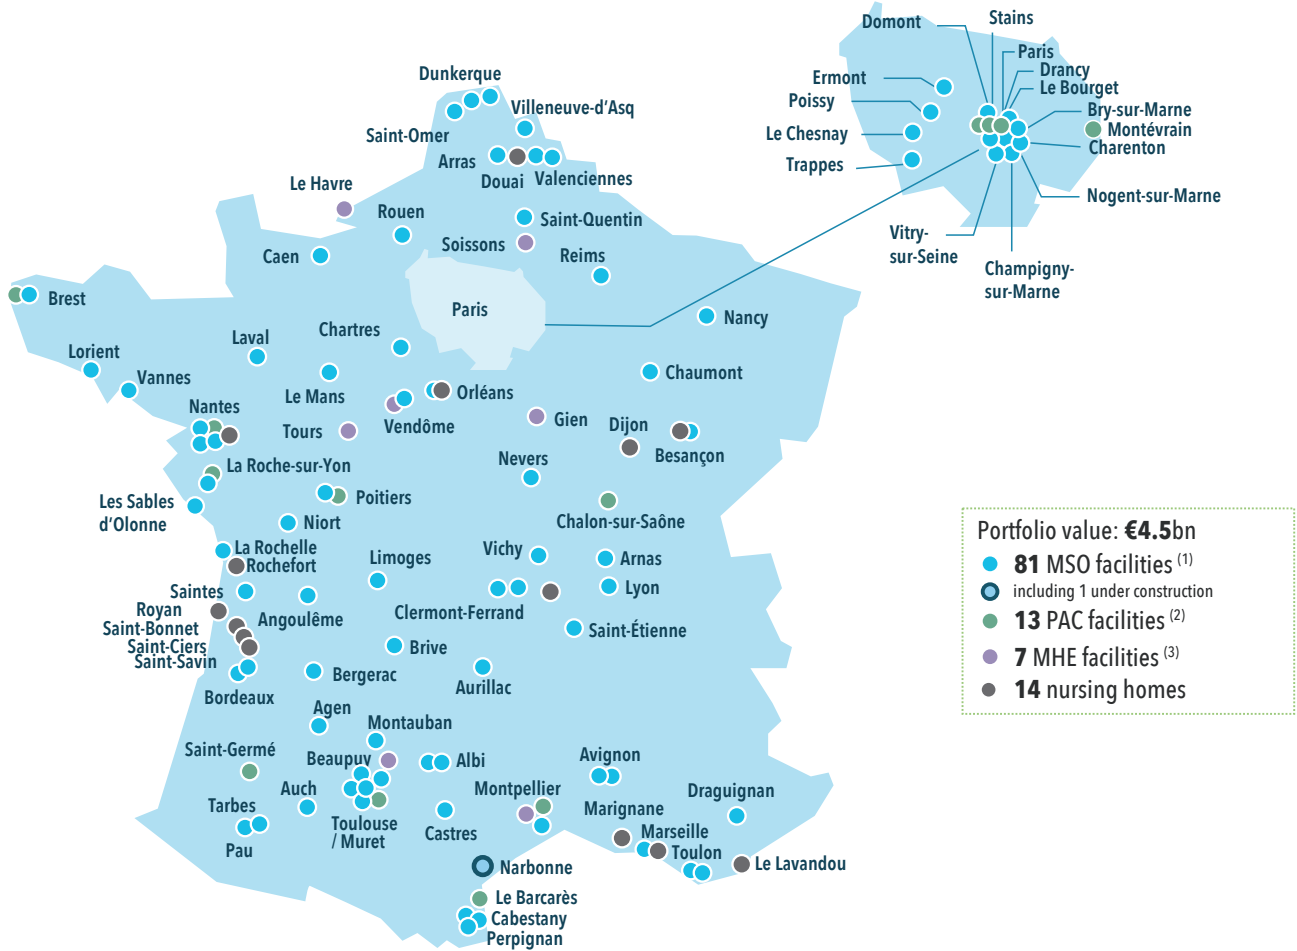 Domont
Stains
Paris
Drancy
Le Bourget
Ermont
Poissy
Bry-sur-Marne
Montévrain
Le Chesnay
Charenton
Trappes
Nogent-sur-Marne
Vitry-
sur-Seine
Champigny-
sur-Marne
Dunkerque
Villeneuve-d’Asq
Saint-Omer
Arras
Douai
Valenciennes
Le Havre
Rouen
Saint-Quentin
Soissons
Caen
Reims
Brest
Paris
Nancy
Chartres
Laval
Lorient
Vannes
Chaumont
Le Mans
Orléans
Nantes
Vendôme
Gien
Tours
Dijon
Besançon
La Roche-sur-Yon
Nevers
Les Sables
d’Olonne
Poitiers
Niort
Chalon-sur-Saône
La Rochelle
Rochefort
Limoges
Vichy
Arnas
Saintes
Lyon
Royan
Angoulême
Clermont-Ferrand
Saint-Bonnet
Saint-Ciers
Saint-Savin
Saint-Étienne
Brive
Bordeaux
Bergerac
Aurillac
Agen
Montauban
Saint-Germé
Beaupuy
Albi
Avignon
Auch
Montpellier
Draguignan
Tarbes
Marignane
Toulouse
/ Muret
Castres
Marseille
Pau
Toulon
Le Lavandou
Narbonne
Le Barcarès
Cabestany
Perpignan
Portfolio value: €4.5bn
81 MSO facilities (1)
including 1 under construction
13 PAC facilities (2)
7 MHE facilities (3)
14 nursing homes